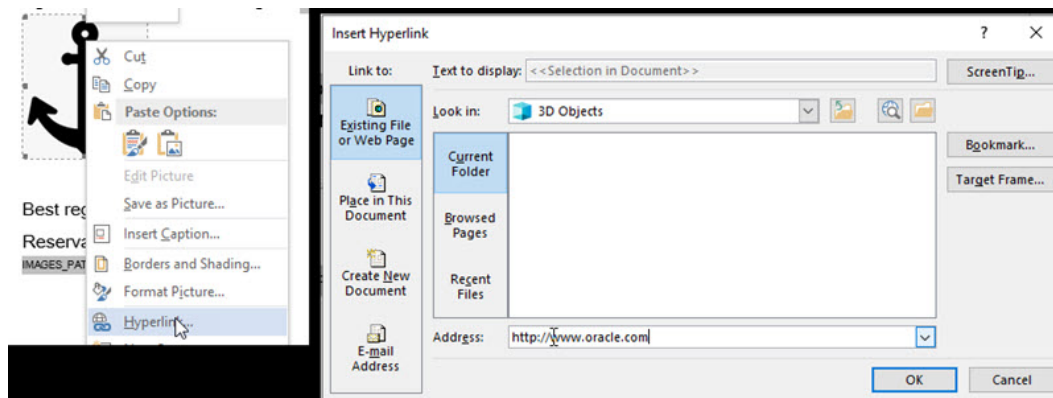 Cut
Copy
Paste Options:
Edit Picture
Save as Picture...
Insert Caption...
Borders and Shading...
Format Picture...
Hyperlink...
Best reg
Reserva
IMAGES_PAT
Insert Hyperlink
?
Link to:
Text to display:
<<Selection in Document>>
ScreenTip...
Existing File
or Web Page
Look in:
3D Objects
Bookmark...
Target Frame...
Current
Folder
Place in This
Document
Browsed
Pages
Create New
Document
Recent
Files
Address:
http://www.oracle.com
E-mail
Address
OK
Cancel